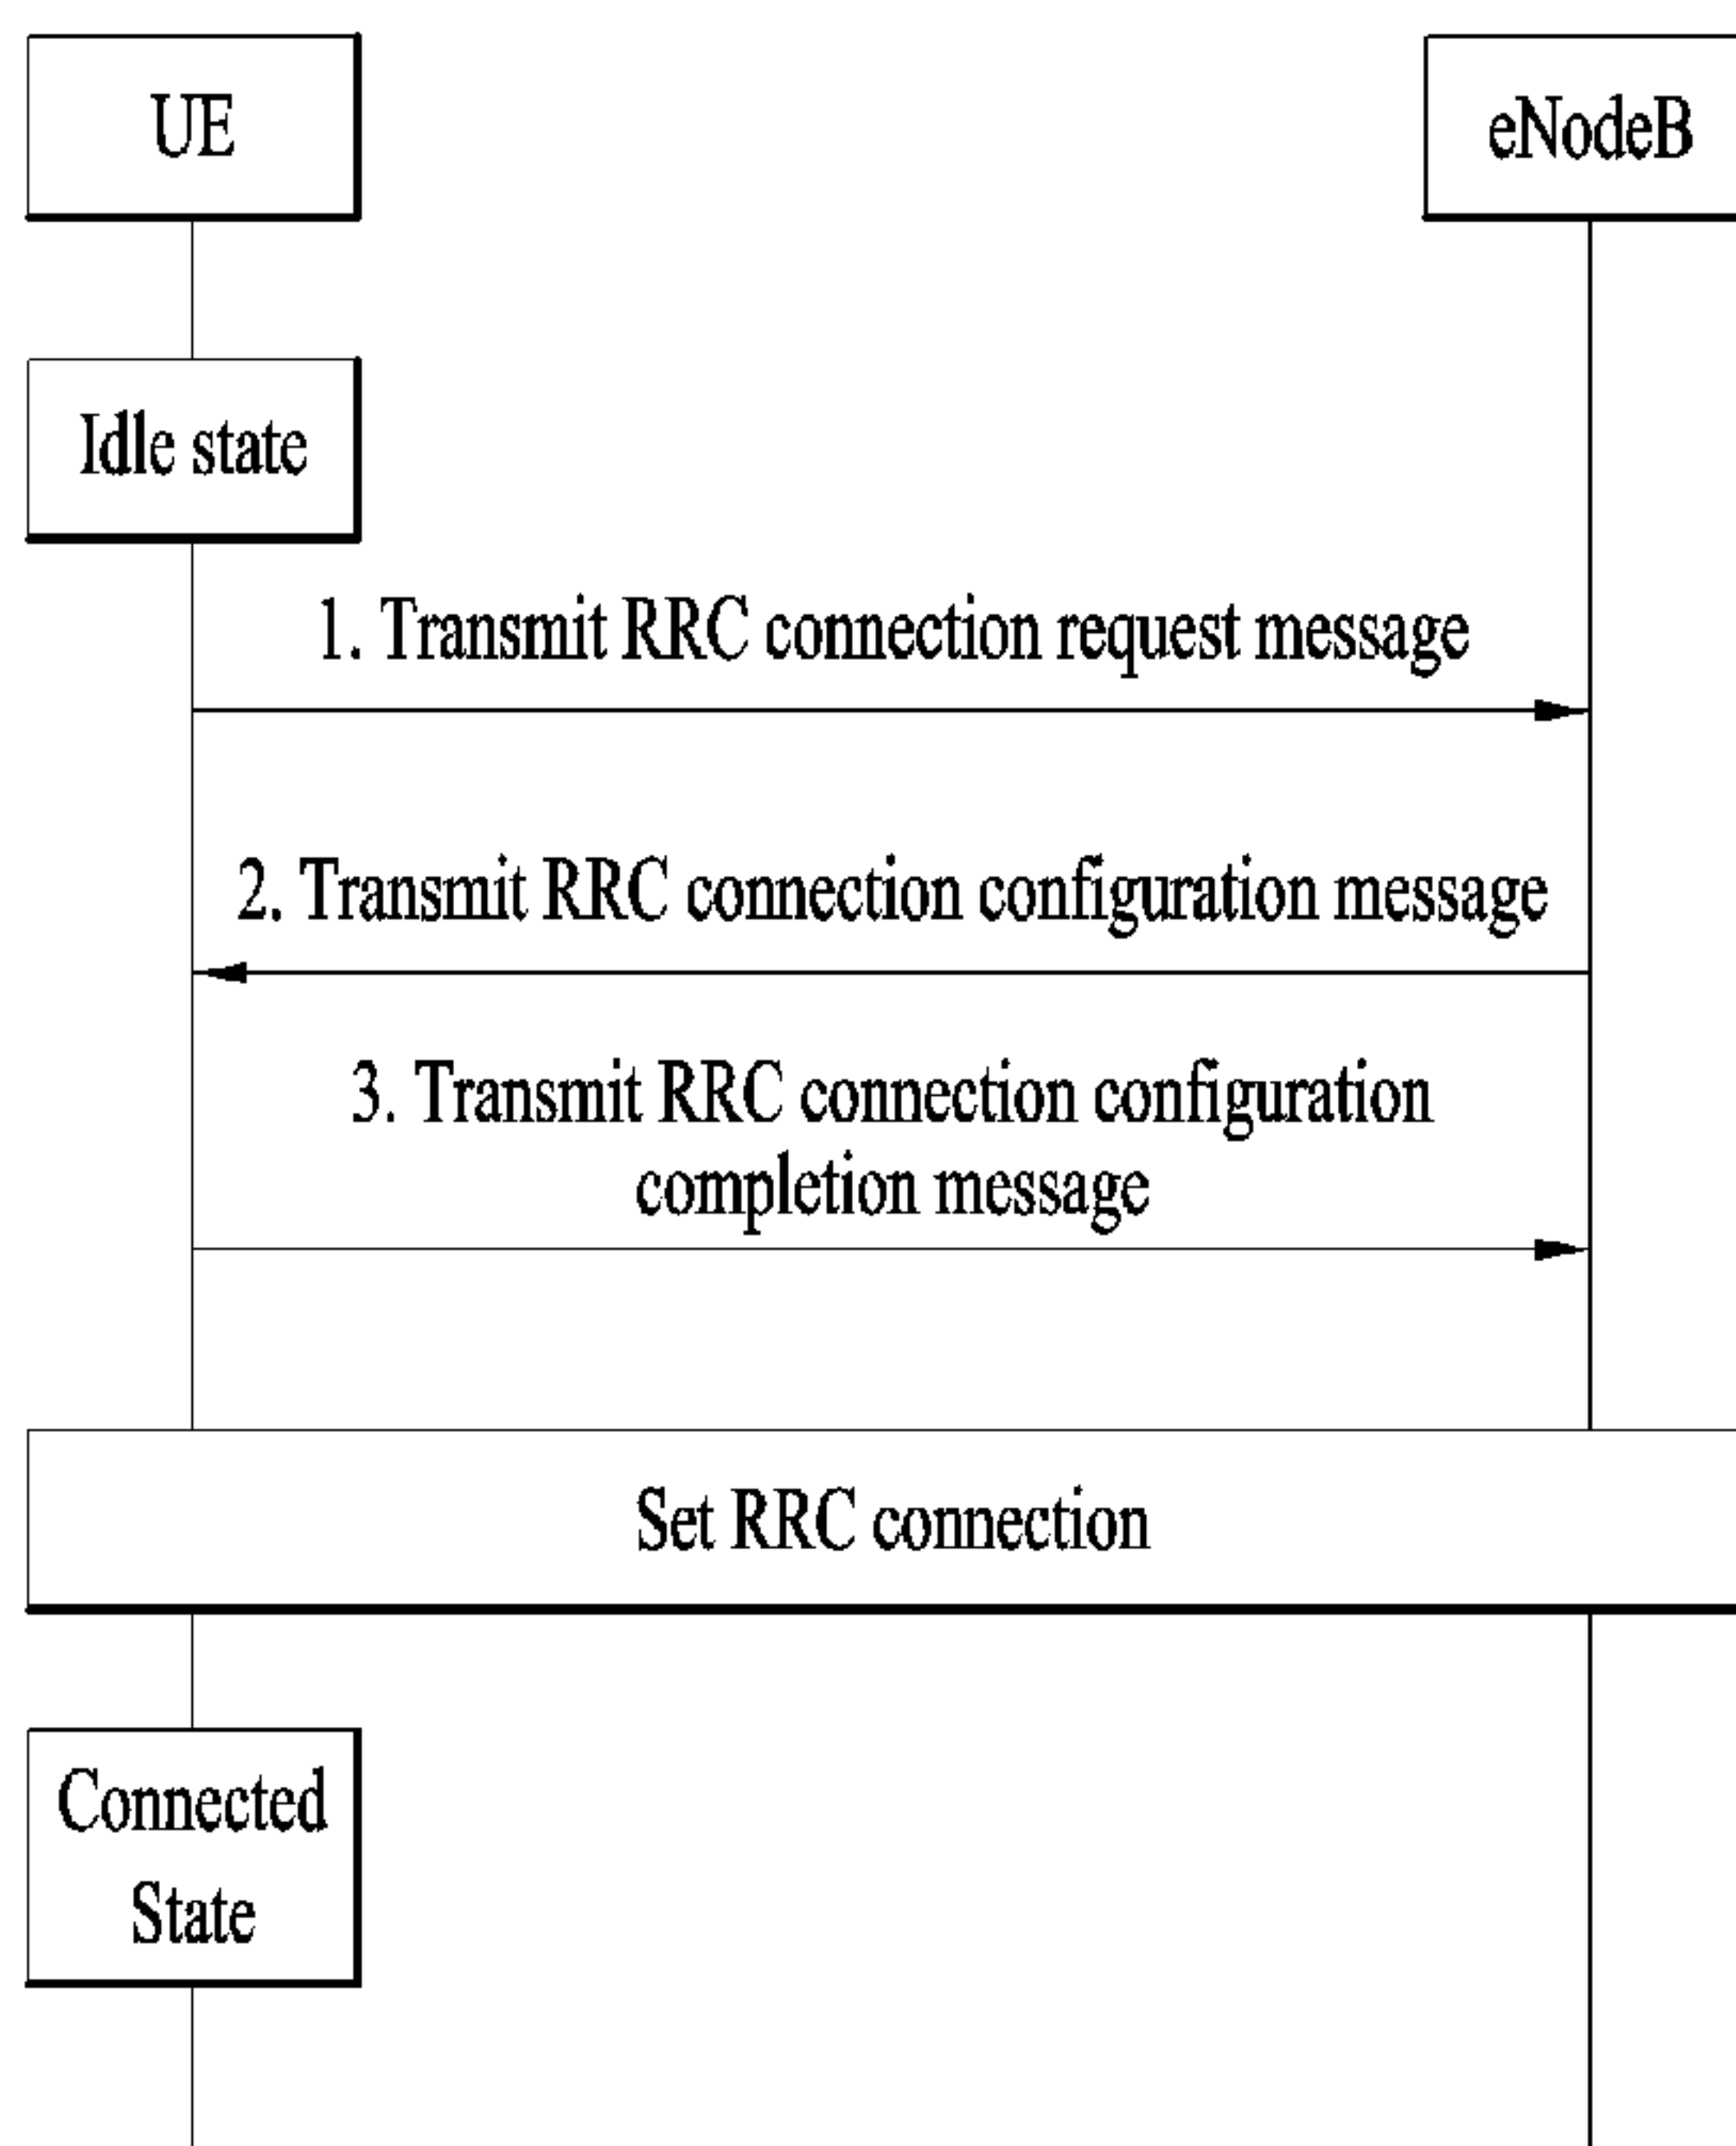 UE
eNodeB
Idle state
1. Transmit RRC connection request message
2. Transmit RRC connection configuration message
3. Transmit RRC connection configuration
completion message
Set RRC connection
Connected
State